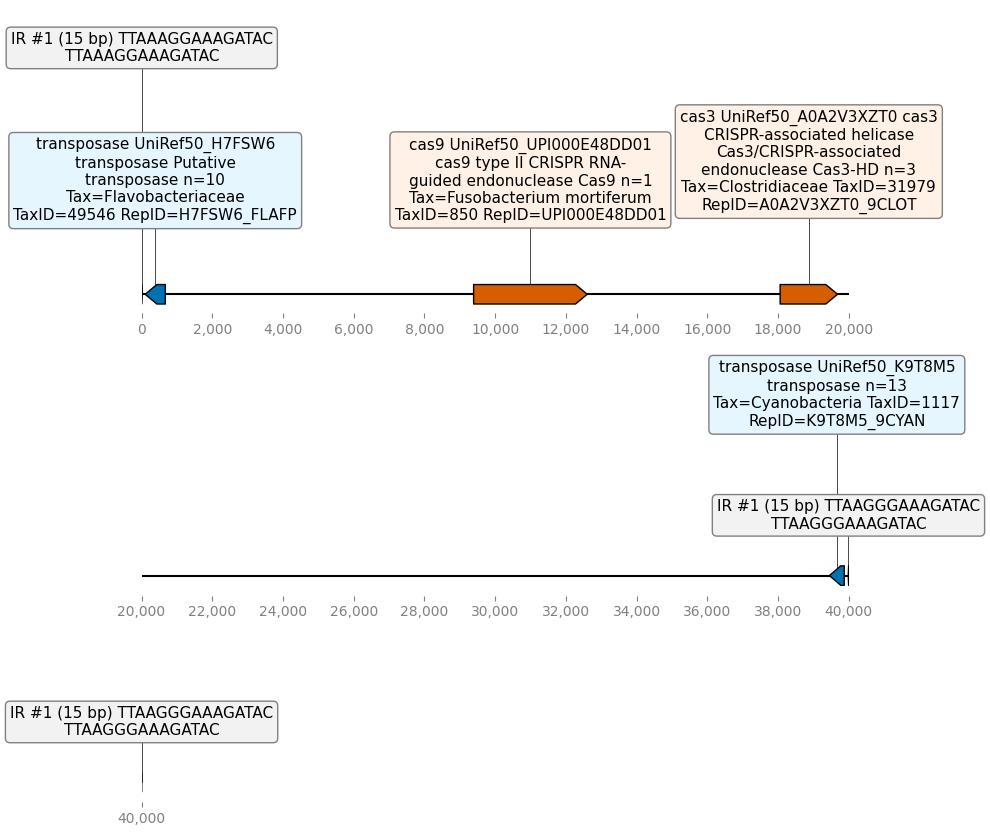 IR #1 (15 bp) TTAAAGGAAAGATAC
TTAAAGGAAAGATAC
transposase UniRef50_H7FSW6
transposase Putative
transposase n=10
Tax=Flavobacteriaceae
TaxID=49546 RepID=H7FSW6_FLAFP
cas9 UniRef50_UPI000E48DD01
cas9 type II CRISPR RNA-
guided endonuclease Cas9 n=1
Tax=Fusobacterium mortiferum
TaxID=850 RepID=UPI000E48DD01
cas3 UniRef50_A0A2V3XZT0 cas3
CRISPR-associated helicase
Cas3/CRISPR-associated
endonuclease Cas3-HD n=3
Tax=Clostridiaceae TaxID=31979
RepID=A0A2V3XZT0_9CLOT
0 2,000 4,000 6,000 8,000 10,000 12,000 14,000 16,000 18,000 20,000
transposase UniRef50_K9T8M5
transposase n=13
Tax=Cyanobacteria TaxID=1117
RepID=K9T8M5_9CYAN
IR #1 (15 bp) TTAAGGGAAAGATAC
TTAAGGGAAAGATAC
20,000 22,000 24,000 26,000 28,000 30,000 32,000 34,000 36,000 38,000 40,000
IR #1 (15 bp) TTAAGGGAAAGATAC
TTAAGGGAAAGATAC
40,000